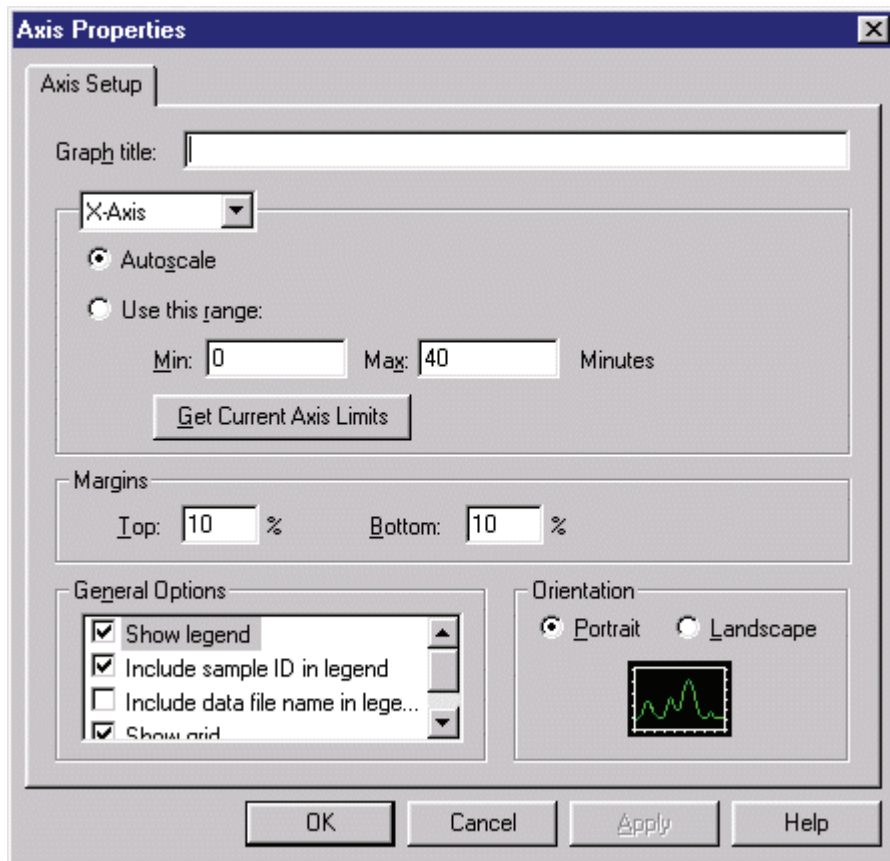 Axis Properties
Axis Setup
Graph title:
X-Axis
Autoscale
Use this range:
Min: 0 Max: 40 Minutes
Get Current Axis Limits
Margins
Top: 10 % Bottom: 10 %
General Options
Show legend
Include sample ID in legend
Include data file name in lege...
Show grid
Orientation
Portrait Landscape
OK Cancel Apply Help